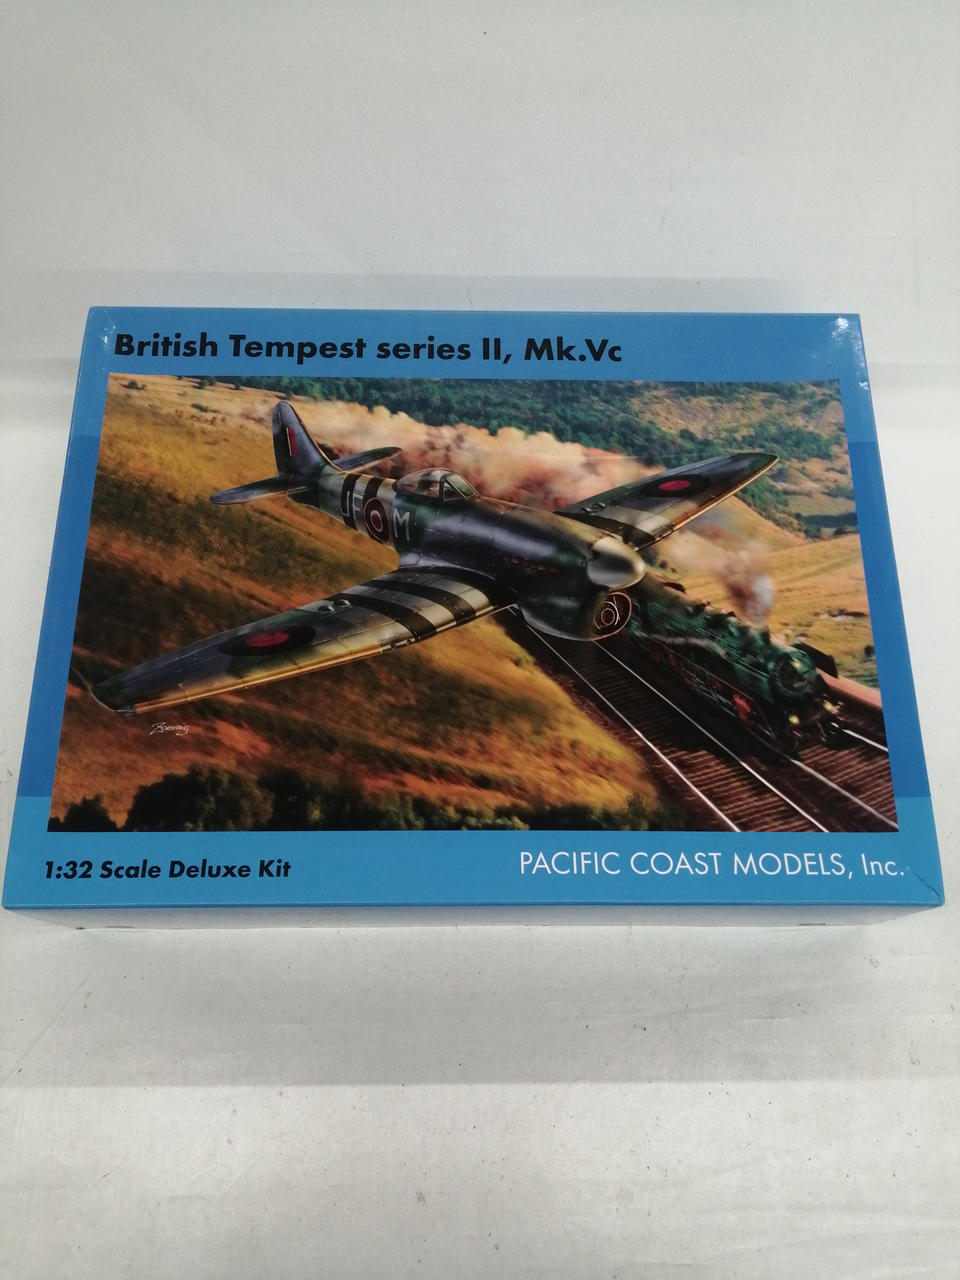 British Tempest series II, Mk.Vc
M
1:32 Scale Deluxe Kit
PACIFIC COAST MODELS, Inc.